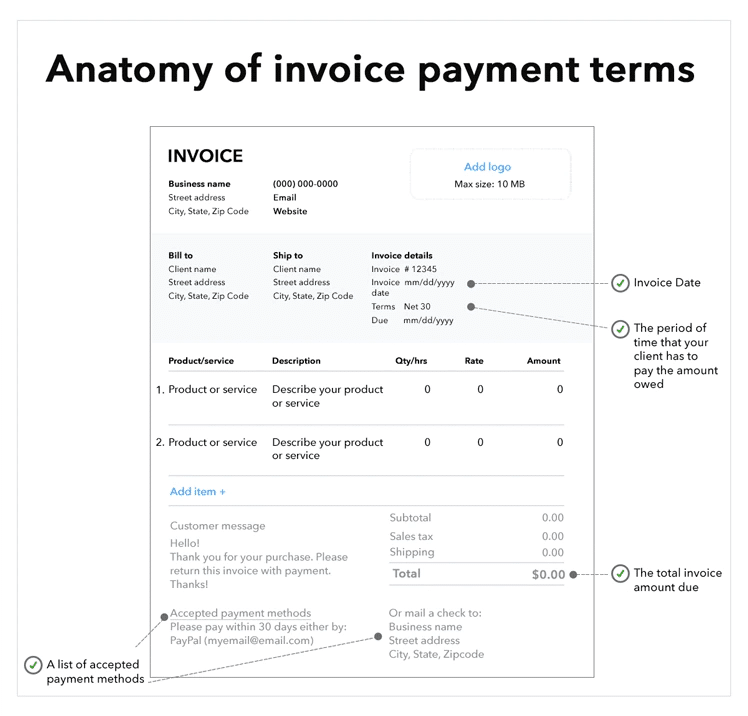 Anatomy of invoice payment terms
INVOICE
Add logo
Max size: 10 MB
Business name
Street address
City, State, Zip Code
(000) 000-0000
Email
Website
Bill to
Client name
Street address
City, State, Zip Code
Ship to
Client name
Street address
City, State, Zip Code
Invoice details
Invoice # 12345
Invoice mm/dd/yyyy
date
Terms Net 30
Due mm/dd/yyyy
Invoice Date
The period of
time that your
client has to
pay the amount
owed
Product/service Description Qty/hrs Rate Amount
1. Product or service Describe your product 0 0 0
or service
2. Product or service Describe your product 0 0 0
or service
Add item +
Customer message
Hello!
Thank you for your purchase. Please
return this invoice with payment.
Thanks!
Subtotal 0.00
Sales tax 0.00
Shipping 0.00
Total $0.00
The total invoice
amount due
Accepted payment methods
Please pay within 30 days either by:
PayPal (myemail@email.com)
Or mail a check to:
Business name
Street address
City, State, Zipcode
A list of accepted
payment methods